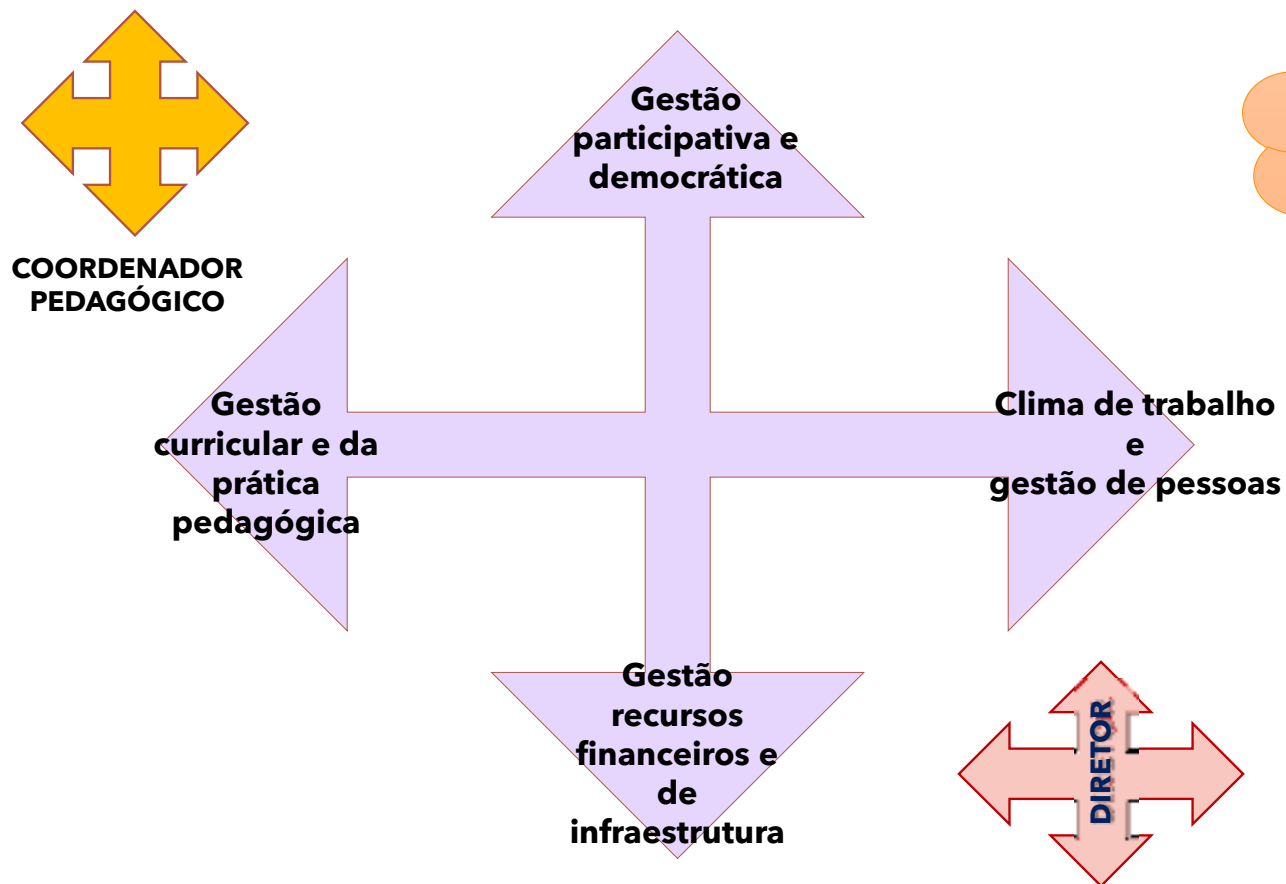 Gestão
participativa e
democrática
COORDENADOR
PEDAGÓGICO
Gestão
curricular e da
prática
pedagógica
Clima de trabalho
e
gestão de pessoas
Gestão
recursos
financeiros e
de
infraestrutura
DIRETOR